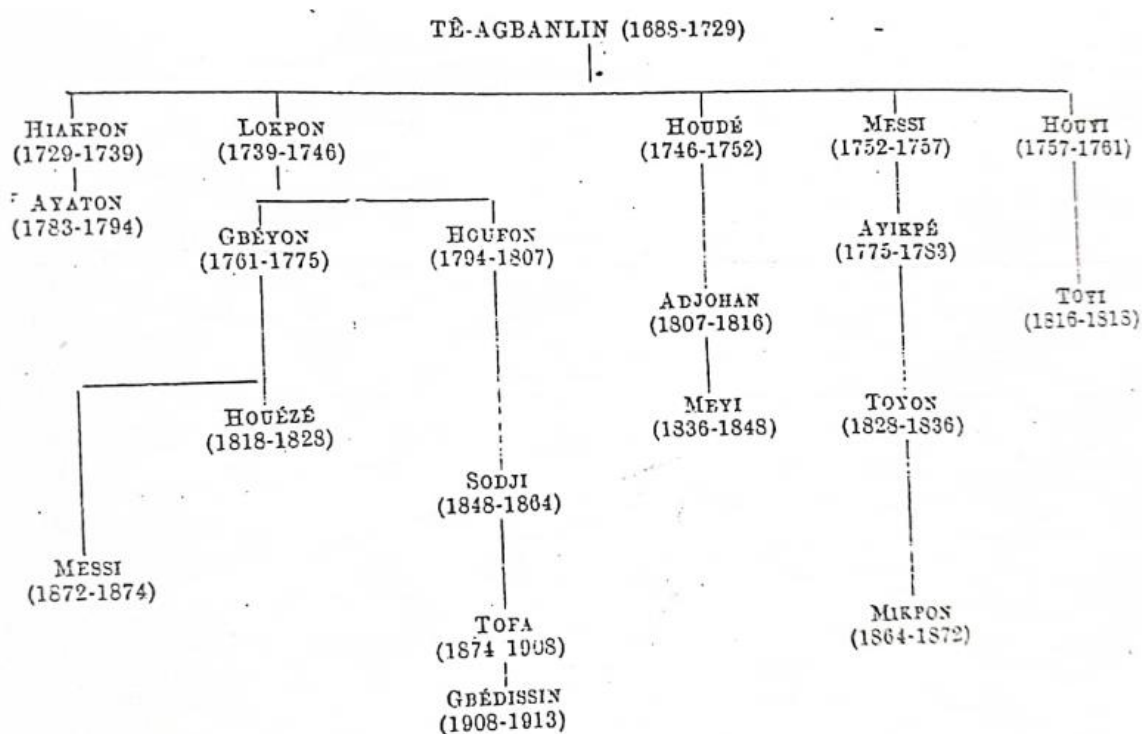 TÊ-AGBANLIN (1688-1729)
HIAKPON
(1729-1739)
LOKPON
(1739-1746)
HOUDÉ
(1746-1752)
MESSI
(1752-1757)
HOUYI
(1757-1761)
AYATON
(1783-1794)
GBÉYON
(1761-1775)
HOUFON
(1794-1807)
AYIKPÉ
(1775-1783)
ADJOHAN
(1807-1816)
TOYI
(1816-1818)
HOUÉZÉ
(1818-1828)
MEYI
(1836-1848)
TOYON
(1828-1836)
SODJI
(1848-1864)
MESSI
(1872-1874)
TOFA
(1874 1908)
MIKPON
(1864-1872)
GBÉDISSIN
(1908-1913)